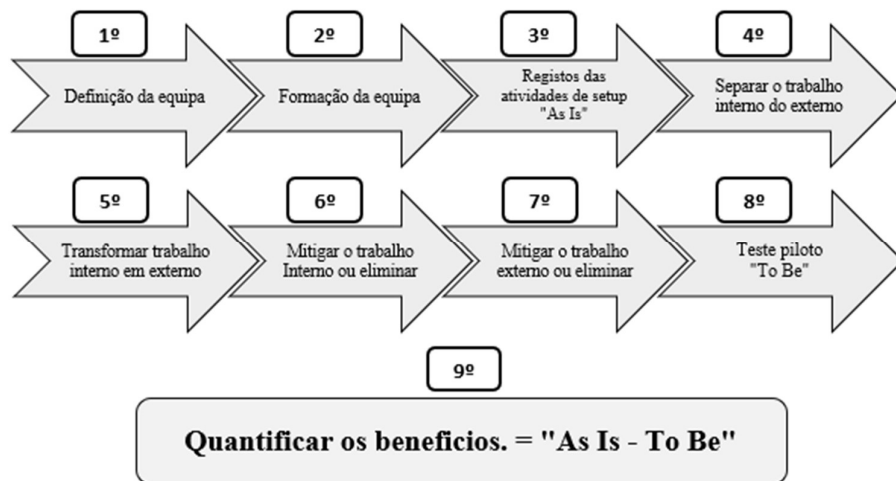 1º
2º
3º
4º
Definição da equipa
Formação da equipa
Registos das
atividades de setup
"As Is"
Separar o trabalho
interno do externo
5º
6º
7º
8º
Transformar trabalho
interno em externo
Mitigar o trabalho
Interno ou eliminar
Mitigar o trabalho
externo ou eliminar
Teste piloto
"To Be"
9º
Quantificar os beneficios. = "As Is - To Be"